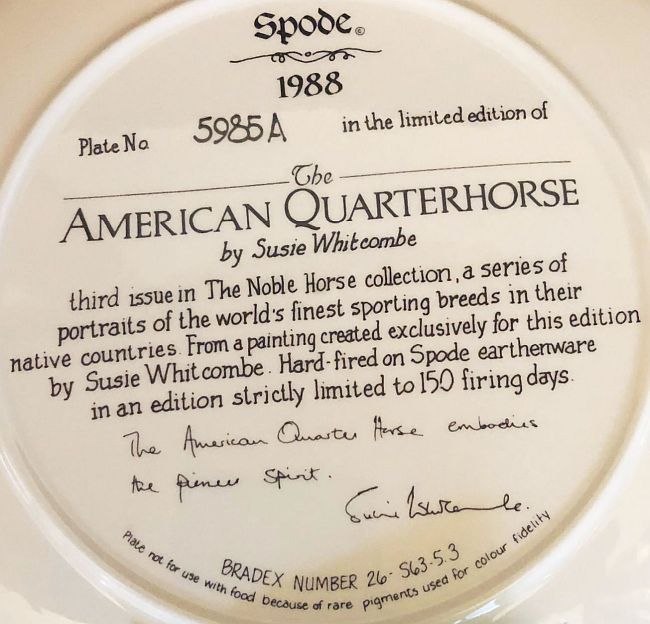 Spode ©
1988
Plate No 5985A in the limited edition of
The
AMERICAN QUARTERHORSE
by Susie Whitcombe
third issue in The Noble Horse collection, a series of
portraits of the world's finest sporting breeds in their
native countries. From a painting created exclusively for this edition
by Susie Whitcombe. Hard-fired on Spode earthenware
in an edition strictly limited to 150 firing days.
The American Quarter Horse embodies
the pioneer spirit.
Susie Whitcombe.
BRADEX NUMBER 26-S63-5.3
Plate not for use with food because of rare pigments used for colour fidelity